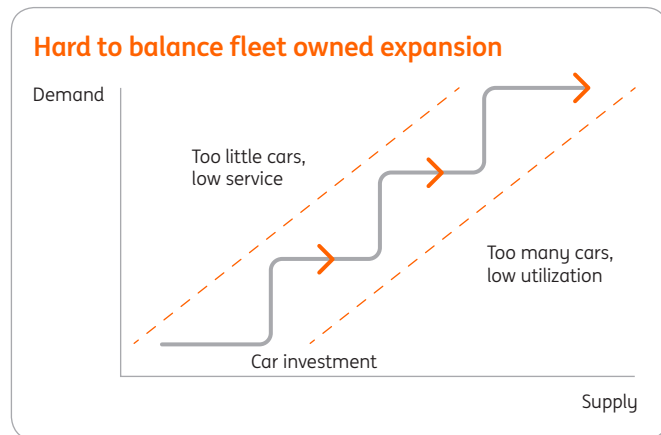 Hard to balance fleet owned expansion
Demand
Too little cars,
low service
Too many cars,
low utilization
Car investment
Supply